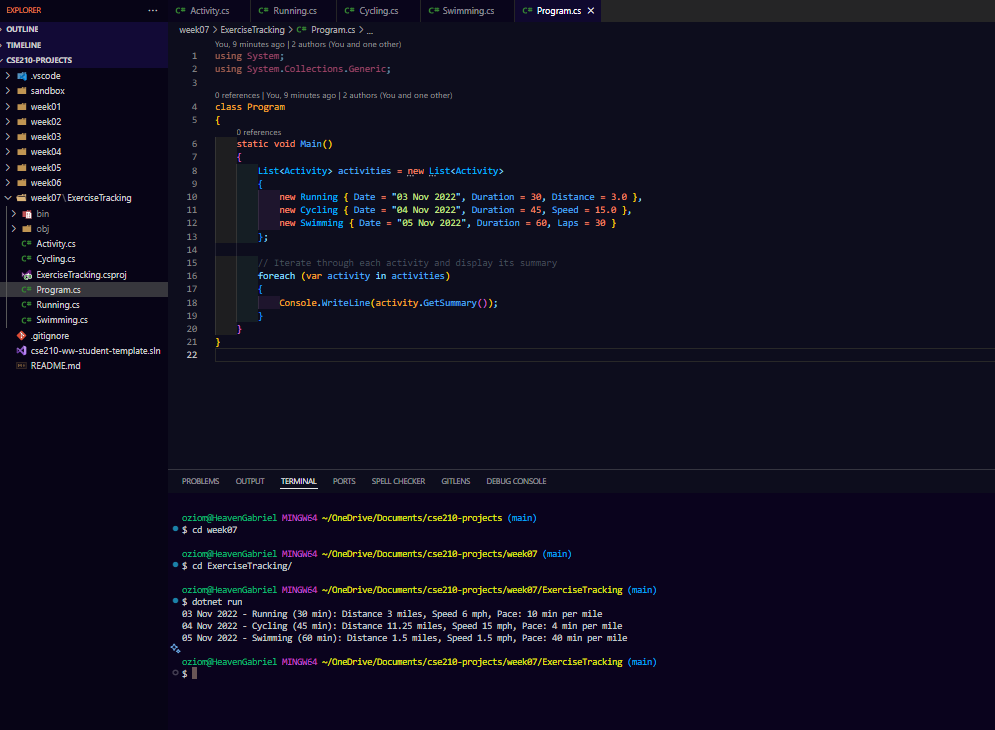 EXPLORER
...
OUTLINE
TIMELINE
CSE210-PROJECTS
.vscode
sandbox
week01
week02
week03
week04
week05
week06
week07\ExerciseTracking
bin
obj
C# Activity.cs
C# Cycling.cs
ExerciseTracking.csproj
C# Program.cs
C# Running.cs
C# Swimming.cs
.gitignore
cse210-ww-student-template.sln
README.md
C# Activity.cs C# Running.cs C# Cycling.cs C# Swimming.cs C# Program.cs
week07 > ExerciseTracking > C# Program.cs > ...
You, 9 minutes ago | 2 authors (You and one other)
1 using System;
2 using System.Collections.Generic;
3
0 references | You, 9 minutes ago | 2 authors (You and one other)
4 class Program
5 {
0 references
6 static void Main()
7 {
8 List<Activity> activities = new List<Activity>
9 {
10 new Running { Date = "03 Nov 2022", Duration = 30, Distance = 3.0 },
11 new Cycling { Date = "04 Nov 2022", Duration = 45, Speed = 15.0 },
12 new Swimming { Date = "05 Nov 2022", Duration = 60, Laps = 30 }
13 };
14
15 // Iterate through each activity and display its summary
16 foreach (var activity in activities)
17 {
18 Console.WriteLine(activity.GetSummary());
19 }
20 }
21 }
22
PROBLEMS OUTPUT TERMINAL PORTS SPELL CHECKER GITLENS DEBUG CONSOLE
oziom@HeavenGabriel MINGW64 ~/OneDrive/Documents/cse210-projects (main)
$ cd week07
oziom@HeavenGabriel MINGW64 ~/OneDrive/Documents/cse210-projects/week07 (main)
$ cd ExerciseTracking/
oziom@HeavenGabriel MINGW64 ~/OneDrive/Documents/cse210-projects/week07/ExerciseTracking (main)
$ dotnet run
03 Nov 2022 - Running (30 min): Distance 3 miles, Speed 6 mph, Pace: 10 min per mile
04 Nov 2022 - Cycling (45 min): Distance 11.25 miles, Speed 15 mph, Pace: 4 min per mile
05 Nov 2022 - Swimming (60 min): Distance 1.5 miles, Speed 1.5 mph, Pace: 40 min per mile
oziom@HeavenGabriel MINGW64 ~/OneDrive/Documents/cse210-projects/week07/ExerciseTracking (main)
$